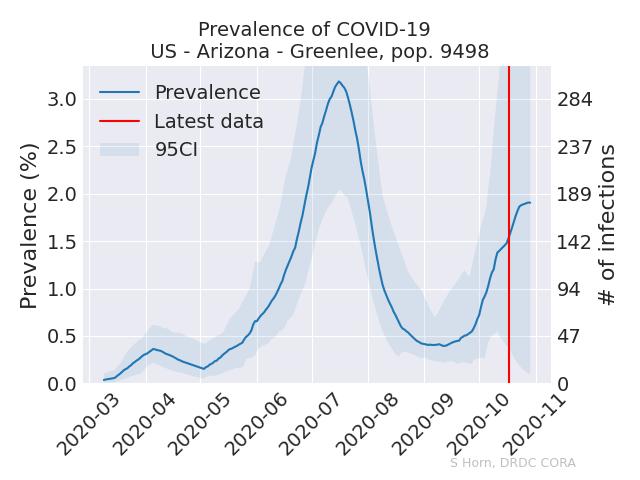 Prevalence of COVID-19
US - Arizona - Greenlee, pop. 9498
Prevalence
Latest data
95CI
Prevalence (%)
3.0
2.5
2.0
1.5
1.0
0.5
0.0
284
237
189
142
94
47
0
# of infections
2020-03
2020-04
2020-05
2020-06
2020-07
2020-08
2020-09
2020-10
2020-11
S Horn, DRDC CORA